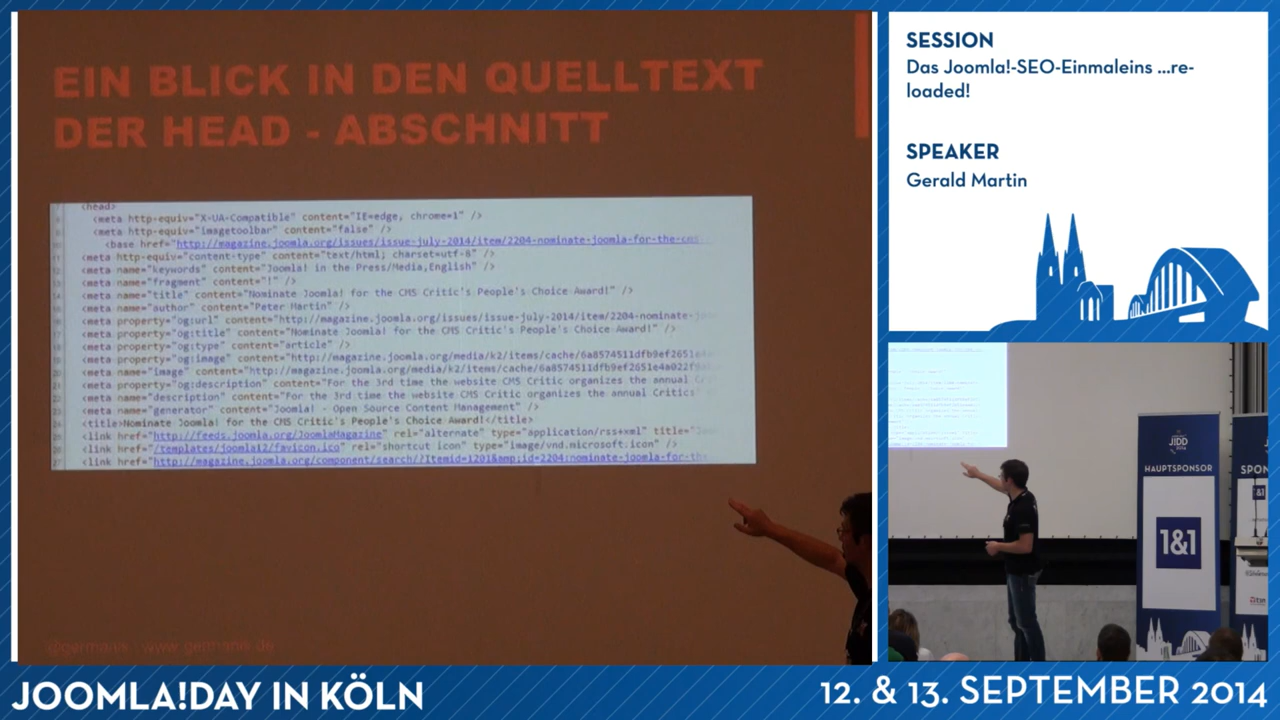 EIN BLICK IN DEN QUELLTEXT
DER HEAD - ABSCHNITT
<head>
<meta http-equiv="X-UA-Compatible" content="IE=edge, chrome=1" />
<meta http-equiv="imagetoolbar" content="false" />
<base href="http://magazine.joomla.org/issues/issue-july-2014/item/2204-nominate-joomla-for-the-cms-
<meta http-equiv="content-type" content="text/html; charset=utf-8" />
<meta name="keywords" content="Joomla! in the Press/Media,English" />
<meta name="fragment" content="!" />
<meta name="title" content="Nominate Joomla! for the CMS Critic's People's Choice Award!" />
<meta name="author" content="Peter Martin" />
<meta property="og:url" content="http://magazine.joomla.org/issues/issue-july-2014/item/2204-nominate-
<meta property="og:title" content="Nominate Joomla! for the CMS Critic's People's Choice Award!" />
<meta property="og:type" content="article" />
<meta property="og:image" content="http://magazine.joomla.org/media/k2/items/cache/6a8574511dfb9ef2651e
<meta name="image" content="http://magazine.joomla.org/media/k2/items/cache/6a8574511dfb9ef2651e4a022f
<meta property="og:description" content="For the 3rd time the website CMS Critic organizes the annual
<meta name="description" content="For the 3rd time the website CMS Critic organizes the annual Critic
<meta name="generator" content="Joomla! - Open Source Content Management" />
<title>Nominate Joomla! for the CMS Critic's People's Choice Award!</title>
<link href="http://feeds.joomla.org/JoomlaMagazine" rel="alternate" type="application/rss+xml" title="
<link href="/templates/joomla12/favicon.ico" rel="shortcut icon" type="image/vnd.microsoft.icon" />
<link href="http://magazine.joomla.org/component/search/?Itemid=1201&amp;id=2204:nominate-joomla-for-the-
SESSION
Das Joomla!-SEO-Einmaleins ...re-
loaded!
SPEAKER
Gerald Martin
JDD
HAUPTSPONSOR
1&1
SPON
1&1
JOOMLA!DAY IN KÖLN
12. & 13. SEPTEMBER 2014